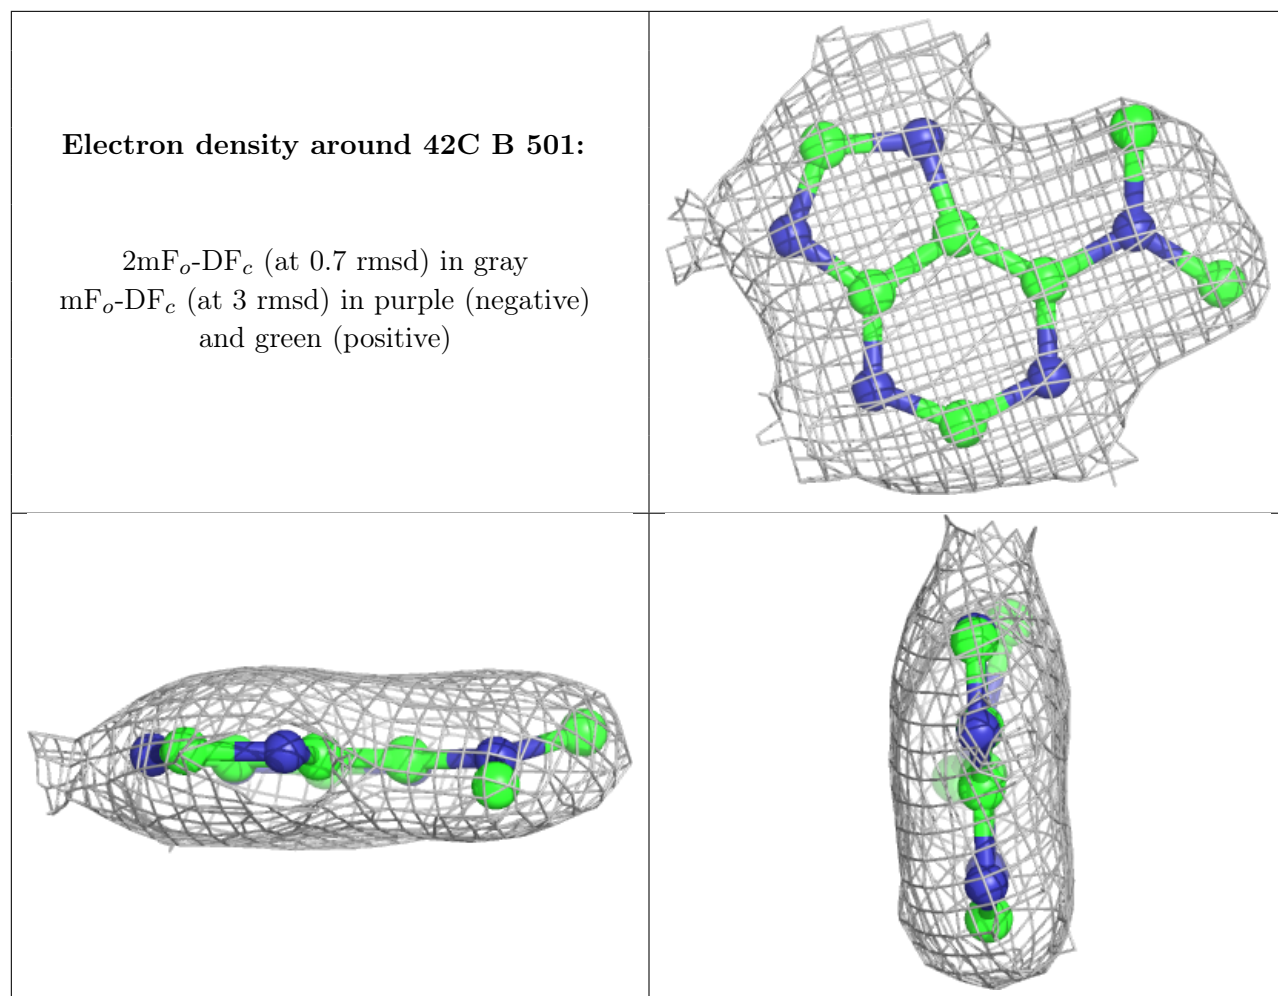 Electron density around 42C B 501:
2mFo-DFc (at 0.7 rmsd) in gray
mFo-DFc (at 3 rmsd) in purple (negative)
and green (positive)